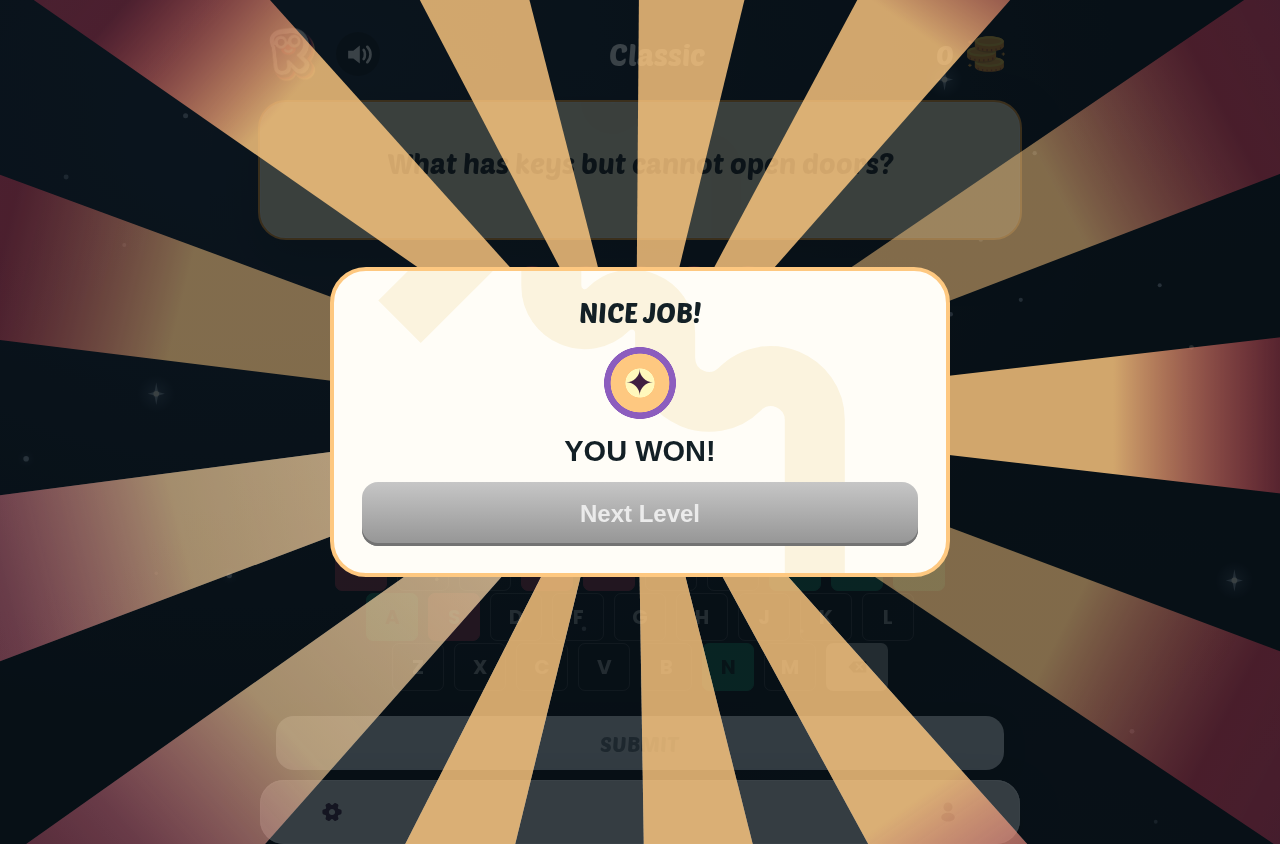 Classic
0
What has keys but cannot open doors?
NICE JOB!
YOU WON!
Next Level
A S D F G H J K L
Z X C V B N M
SUBMIT